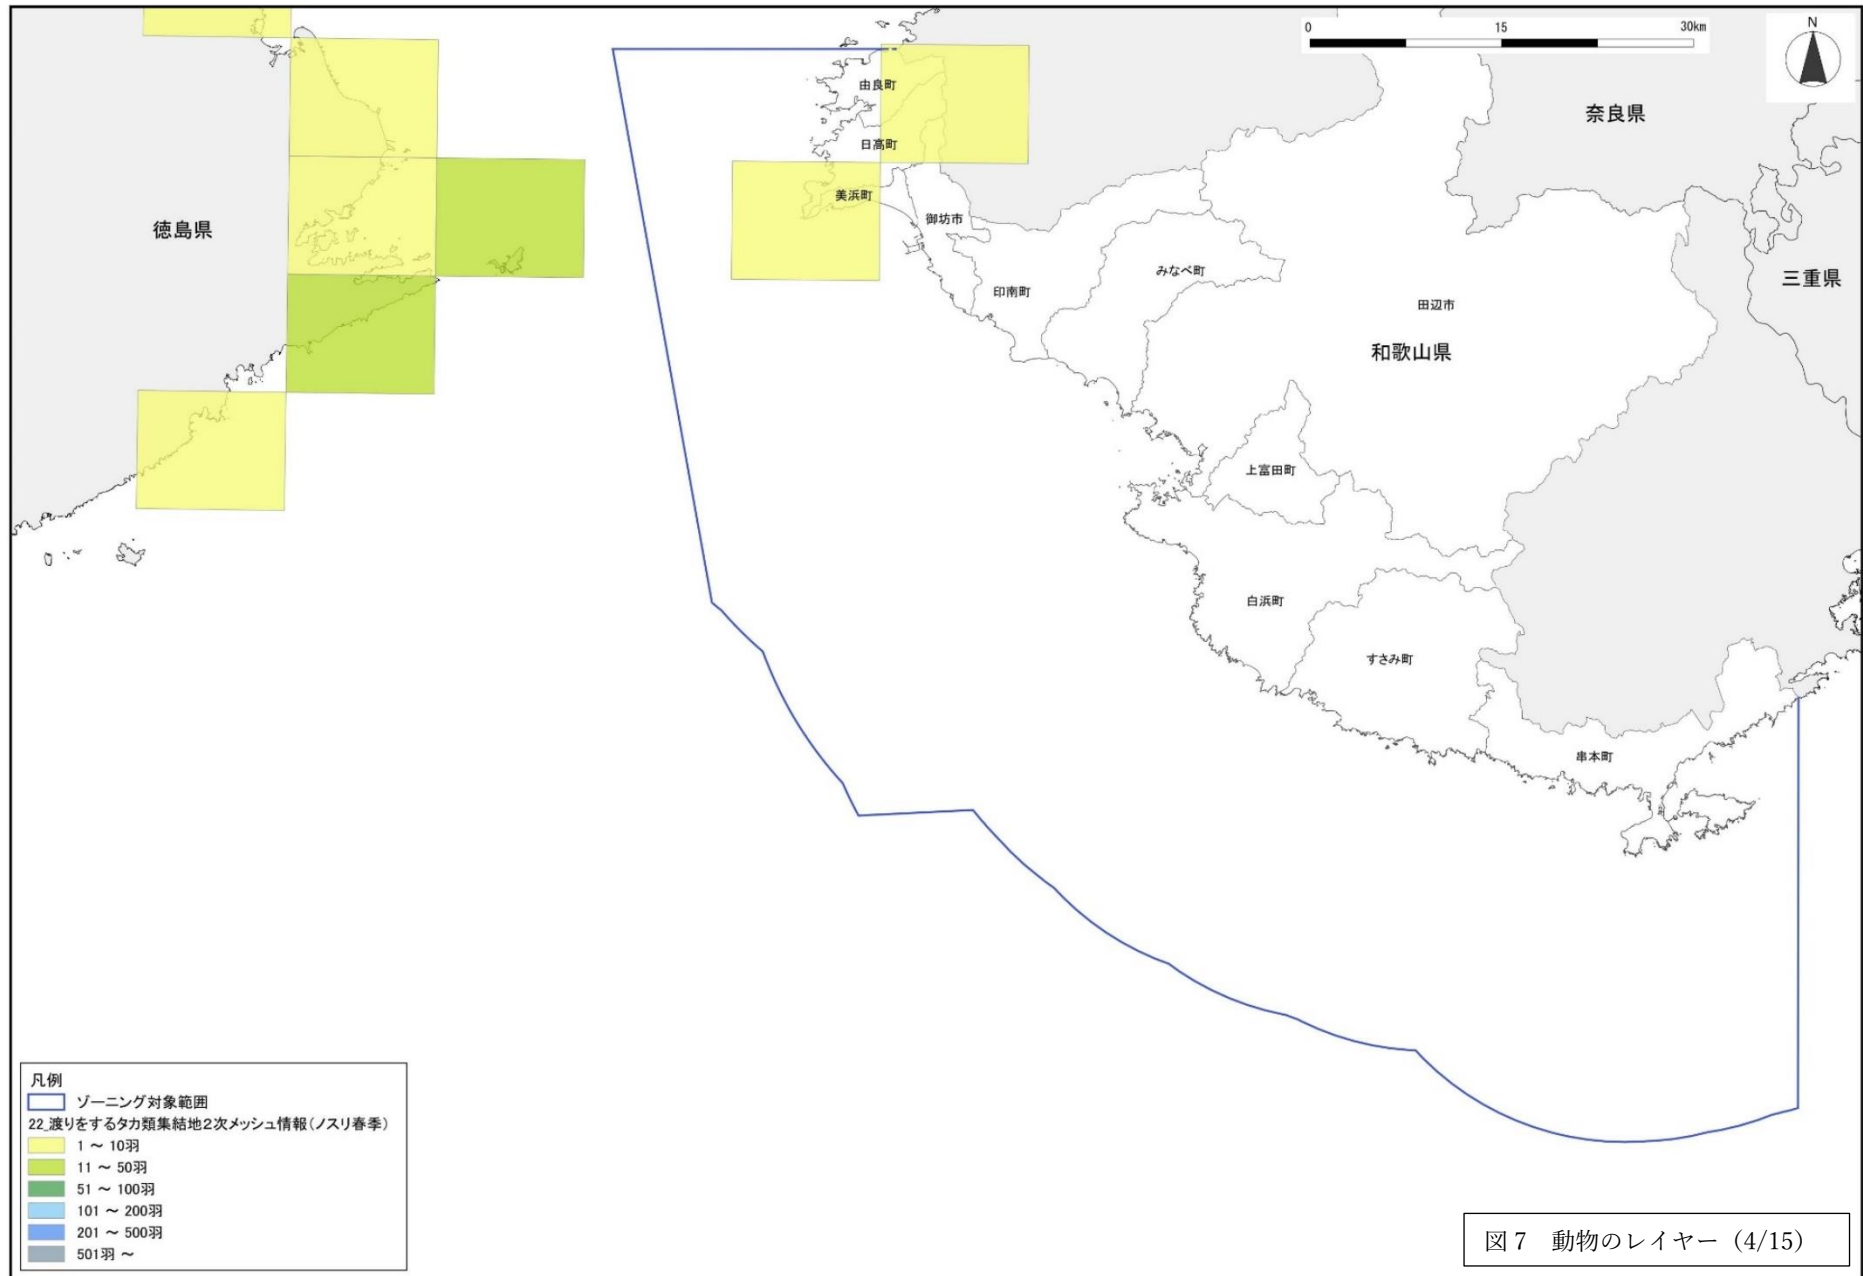 0 15 30km
N
由良町
奈良県
日高町
美浜町
御坊市
徳島県
みなべ町
三重県
印南町
田辺市
和歌山県
上富田町
白浜町
すさみ町
串本町
凡例
ゾーニング対象範囲
22_渡りをするタカ類集結地2次メッシュ情報(ノスリ春季)
1 ～ 10羽
11 ～ 50羽
51 ～ 100羽
101 ～ 200羽
201 ～ 500羽
501羽 ～
図 7 動物のレイヤー（4/15）